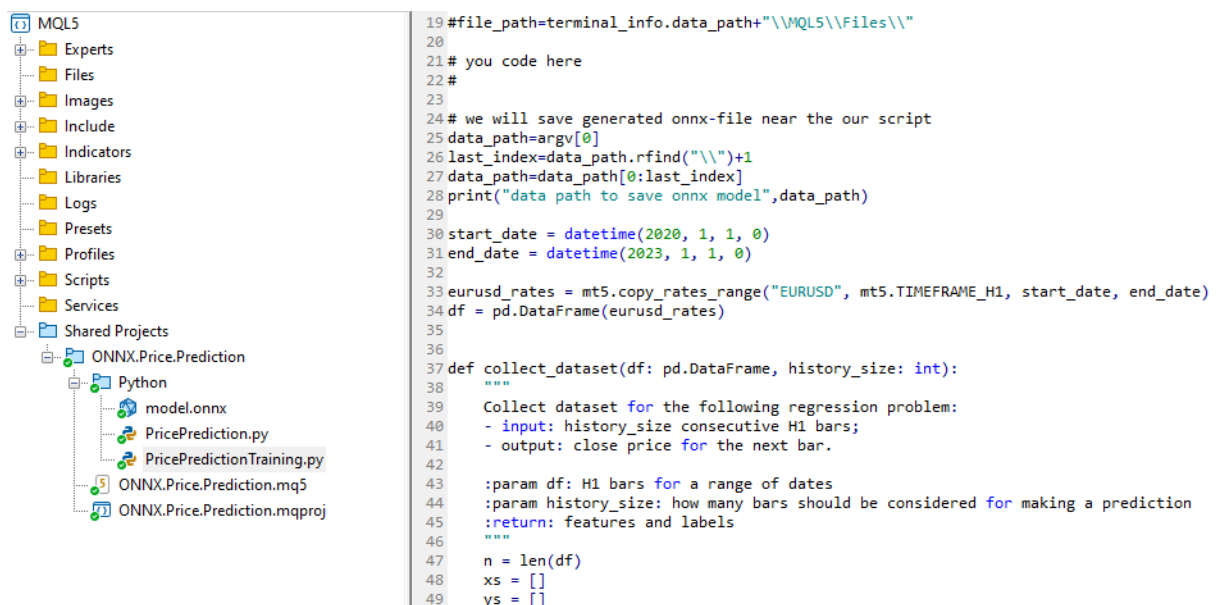 MQL5
Experts
Files
Images
Include
Indicators
Libraries
Logs
Presets
Profiles
Scripts
Services
Shared Projects
ONNX.Price.Prediction
Python
model.onnx
PricePrediction.py
PricePredictionTraining.py
5 ONNX.Price.Prediction.mq5
ONNX.Price.Prediction.mqproj
19 #file_path=terminal_info.data_path+"\\MQL5\\Files\\"
20
21 # you code here
22 #
23
24 # we will save generated onnx-file near the our script
25 data_path=argv[0]
26 last_index=data_path.rfind("\\")+1
27 data_path=data_path[0:last_index]
28 print("data path to save onnx model",data_path)
29
30 start_date = datetime(2020, 1, 1, 0)
31 end_date = datetime(2023, 1, 1, 0)
32
33 eurusd_rates = mt5.copy_rates_range("EURUSD", mt5.TIMEFRAME_H1, start_date, end_date)
34 df = pd.DataFrame(eurusd_rates)
35
36
37 def collect_dataset(df: pd.DataFrame, history_size: int):
38     """
39     Collect dataset for the following regression problem:
40     - input: history_size consecutive H1 bars;
41     - output: close price for the next bar.
42
43     :param df: H1 bars for a range of dates
44     :param history_size: how many bars should be considered for making a prediction
45     :return: features and labels
46     """
47     n = len(df)
48     xs = []
49     ys = []